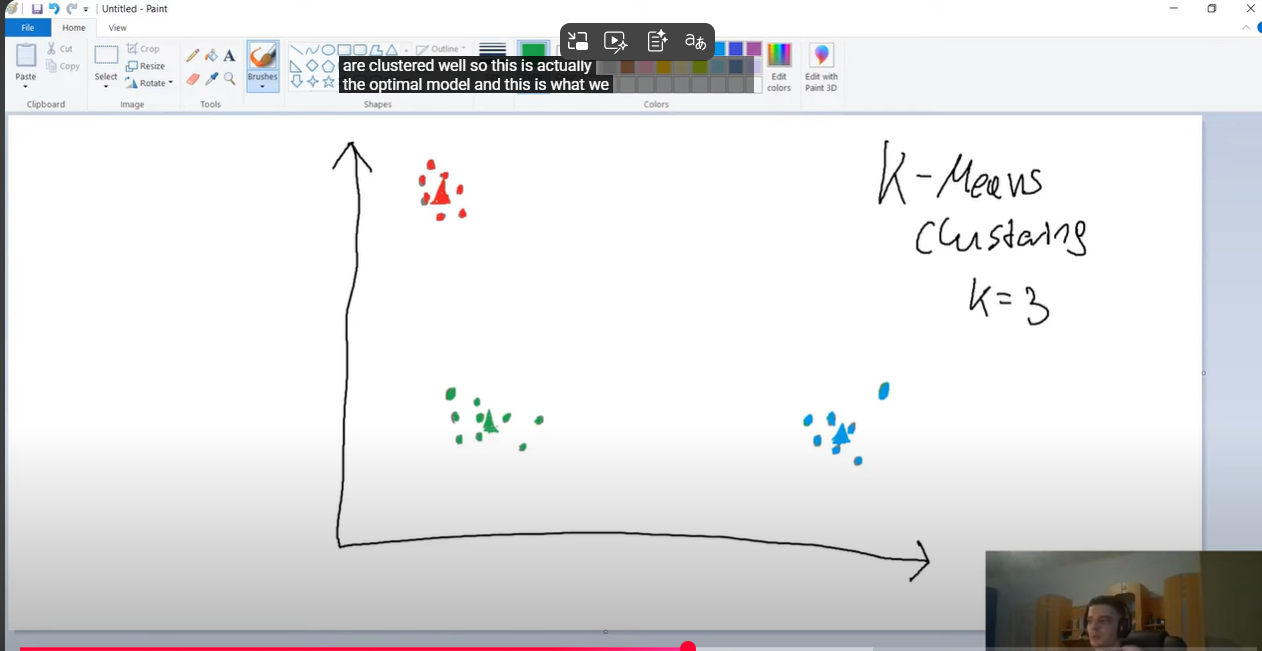 Untitled - Paint
File
Home
View
Cut
Copy
Paste
Clipboard
Crop
Resize
Rotate
Select
Image
Tools
Brushes
Outline
Shapes
Edit colors
Colors
Edit with Paint 3D
are clustered well so this is actually
the optimal model and this is what we
K-Means
Clustering
K=3